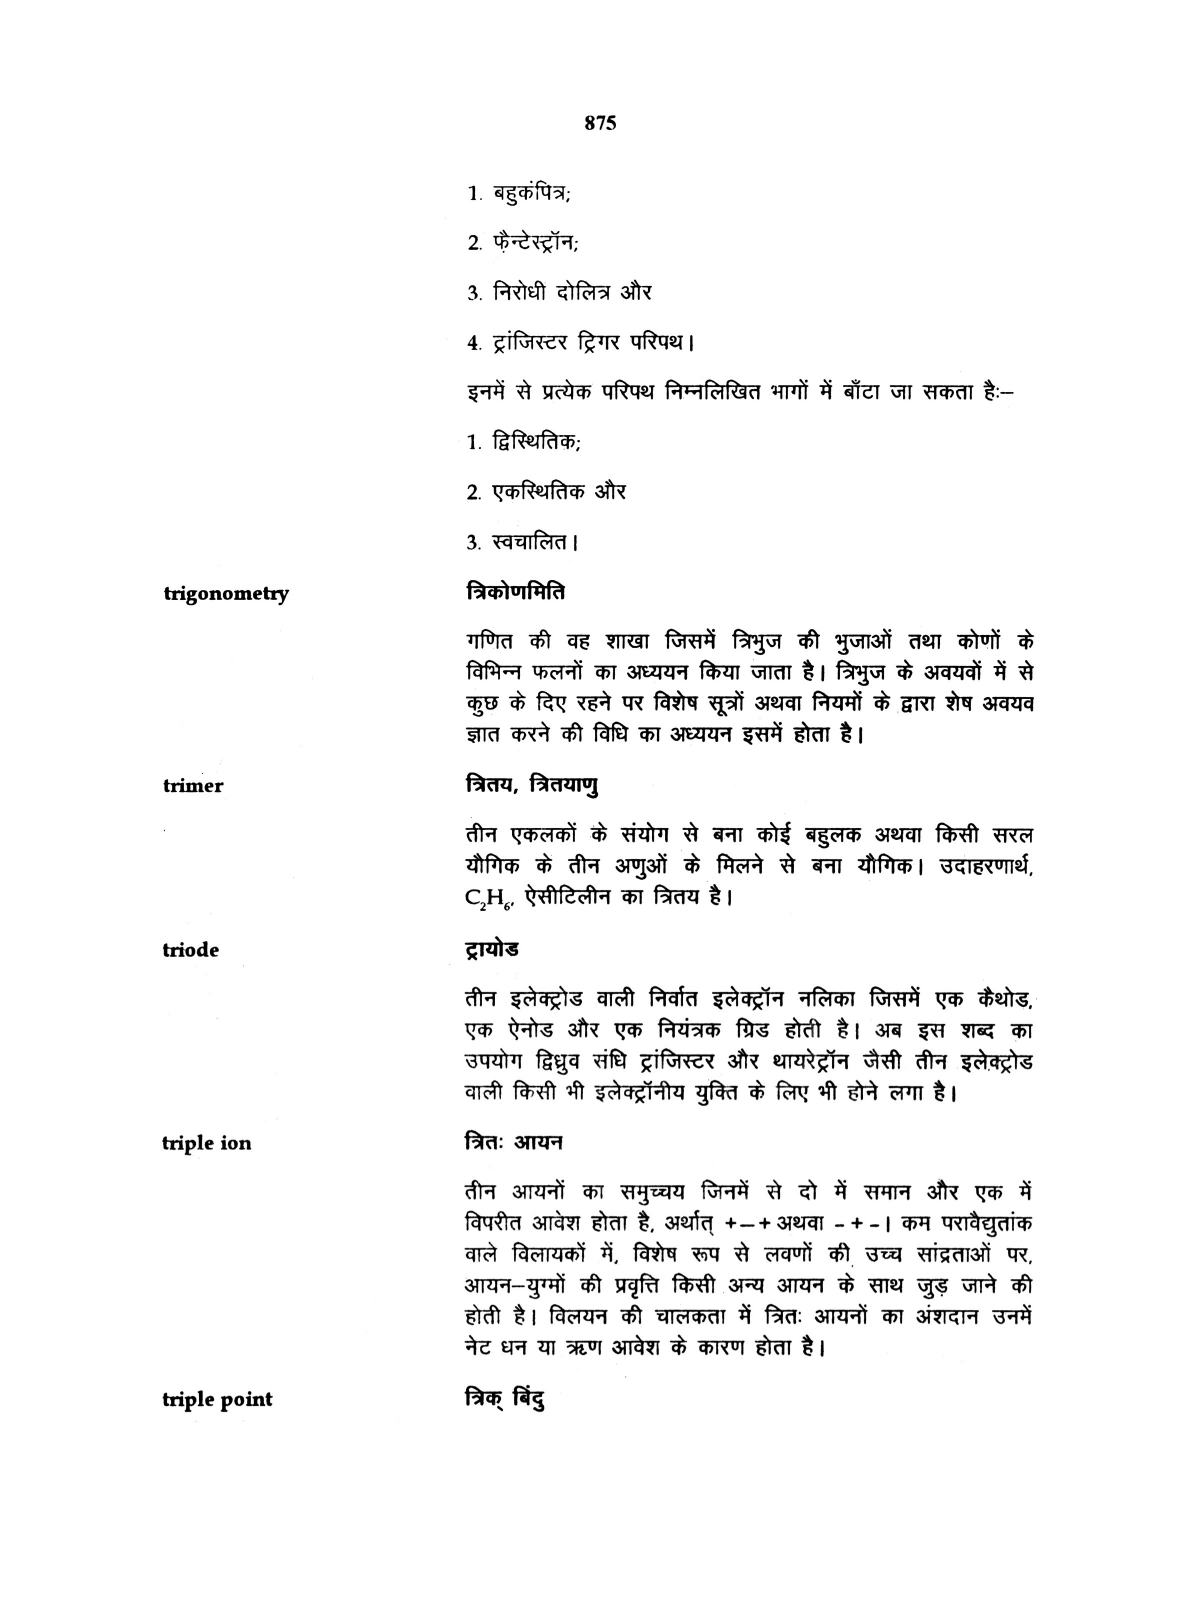 875
1. बहुकंपित्र;
2. फ़ैन्टेस्ट्रॉन;
3. निरोधी दोलित्र और
4. ट्रांजिस्टर ट्रिगर परिपथ।
इनमें से प्रत्येक परिपथ निम्नलिखित भागों में बाँटा जा सकता है:–
1. द्विस्थितिक;
2. एकस्थितिक और
3. स्वचालित।
trigonometry त्रिकोणमिति
गणित की वह शाखा जिसमें त्रिभुज की भुजाओं तथा कोणों के
विभिन्न फलनों का अध्ययन किया जाता है। त्रिभुज के अवयवों में से
कुछ के दिए रहने पर विशेष सूत्रों अथवा नियमों के द्वारा शेष अवयव
ज्ञात करने की विधि का अध्ययन इसमें होता है।
trimer त्रितय, त्रितयाणु
तीन एकलकों के संयोग से बना कोई बहुलक अथवा किसी सरल
यौगिक के तीन अणुओं के मिलने से बना यौगिक। उदाहरणार्थ,
C₂H₆, ऐसीटिलीन का त्रितय है।
triode ट्रायोड
तीन इलेक्ट्रोड वाली निर्वात इलेक्ट्रॉन नलिका जिसमें एक कैथोड,
एक ऐनोड और एक नियंत्रक ग्रिड होती है। अब इस शब्द का
उपयोग द्विध्रुव संधि ट्रांजिस्टर और थायरेट्रॉन जैसी तीन इलेक्ट्रोड
वाली किसी भी इलेक्ट्रॉनीय युक्ति के लिए भी होने लगा है।
triple ion त्रितः आयन
तीन आयनों का समुच्चय जिनमें से दो में समान और एक में
विपरीत आवेश होता है, अर्थात् +–+ अथवा - + -। कम परावैद्युतांक
वाले विलायकों में, विशेष रूप से लवणों की उच्च सांद्रताओं पर,
आयन–युग्मों की प्रवृत्ति किसी अन्य आयन के साथ जुड़ जाने की
होती है। विलयन की चालकता में त्रितः आयनों का अंशदान उनमें
नेट धन या ऋण आवेश के कारण होता है।
triple point त्रिक् बिंदु